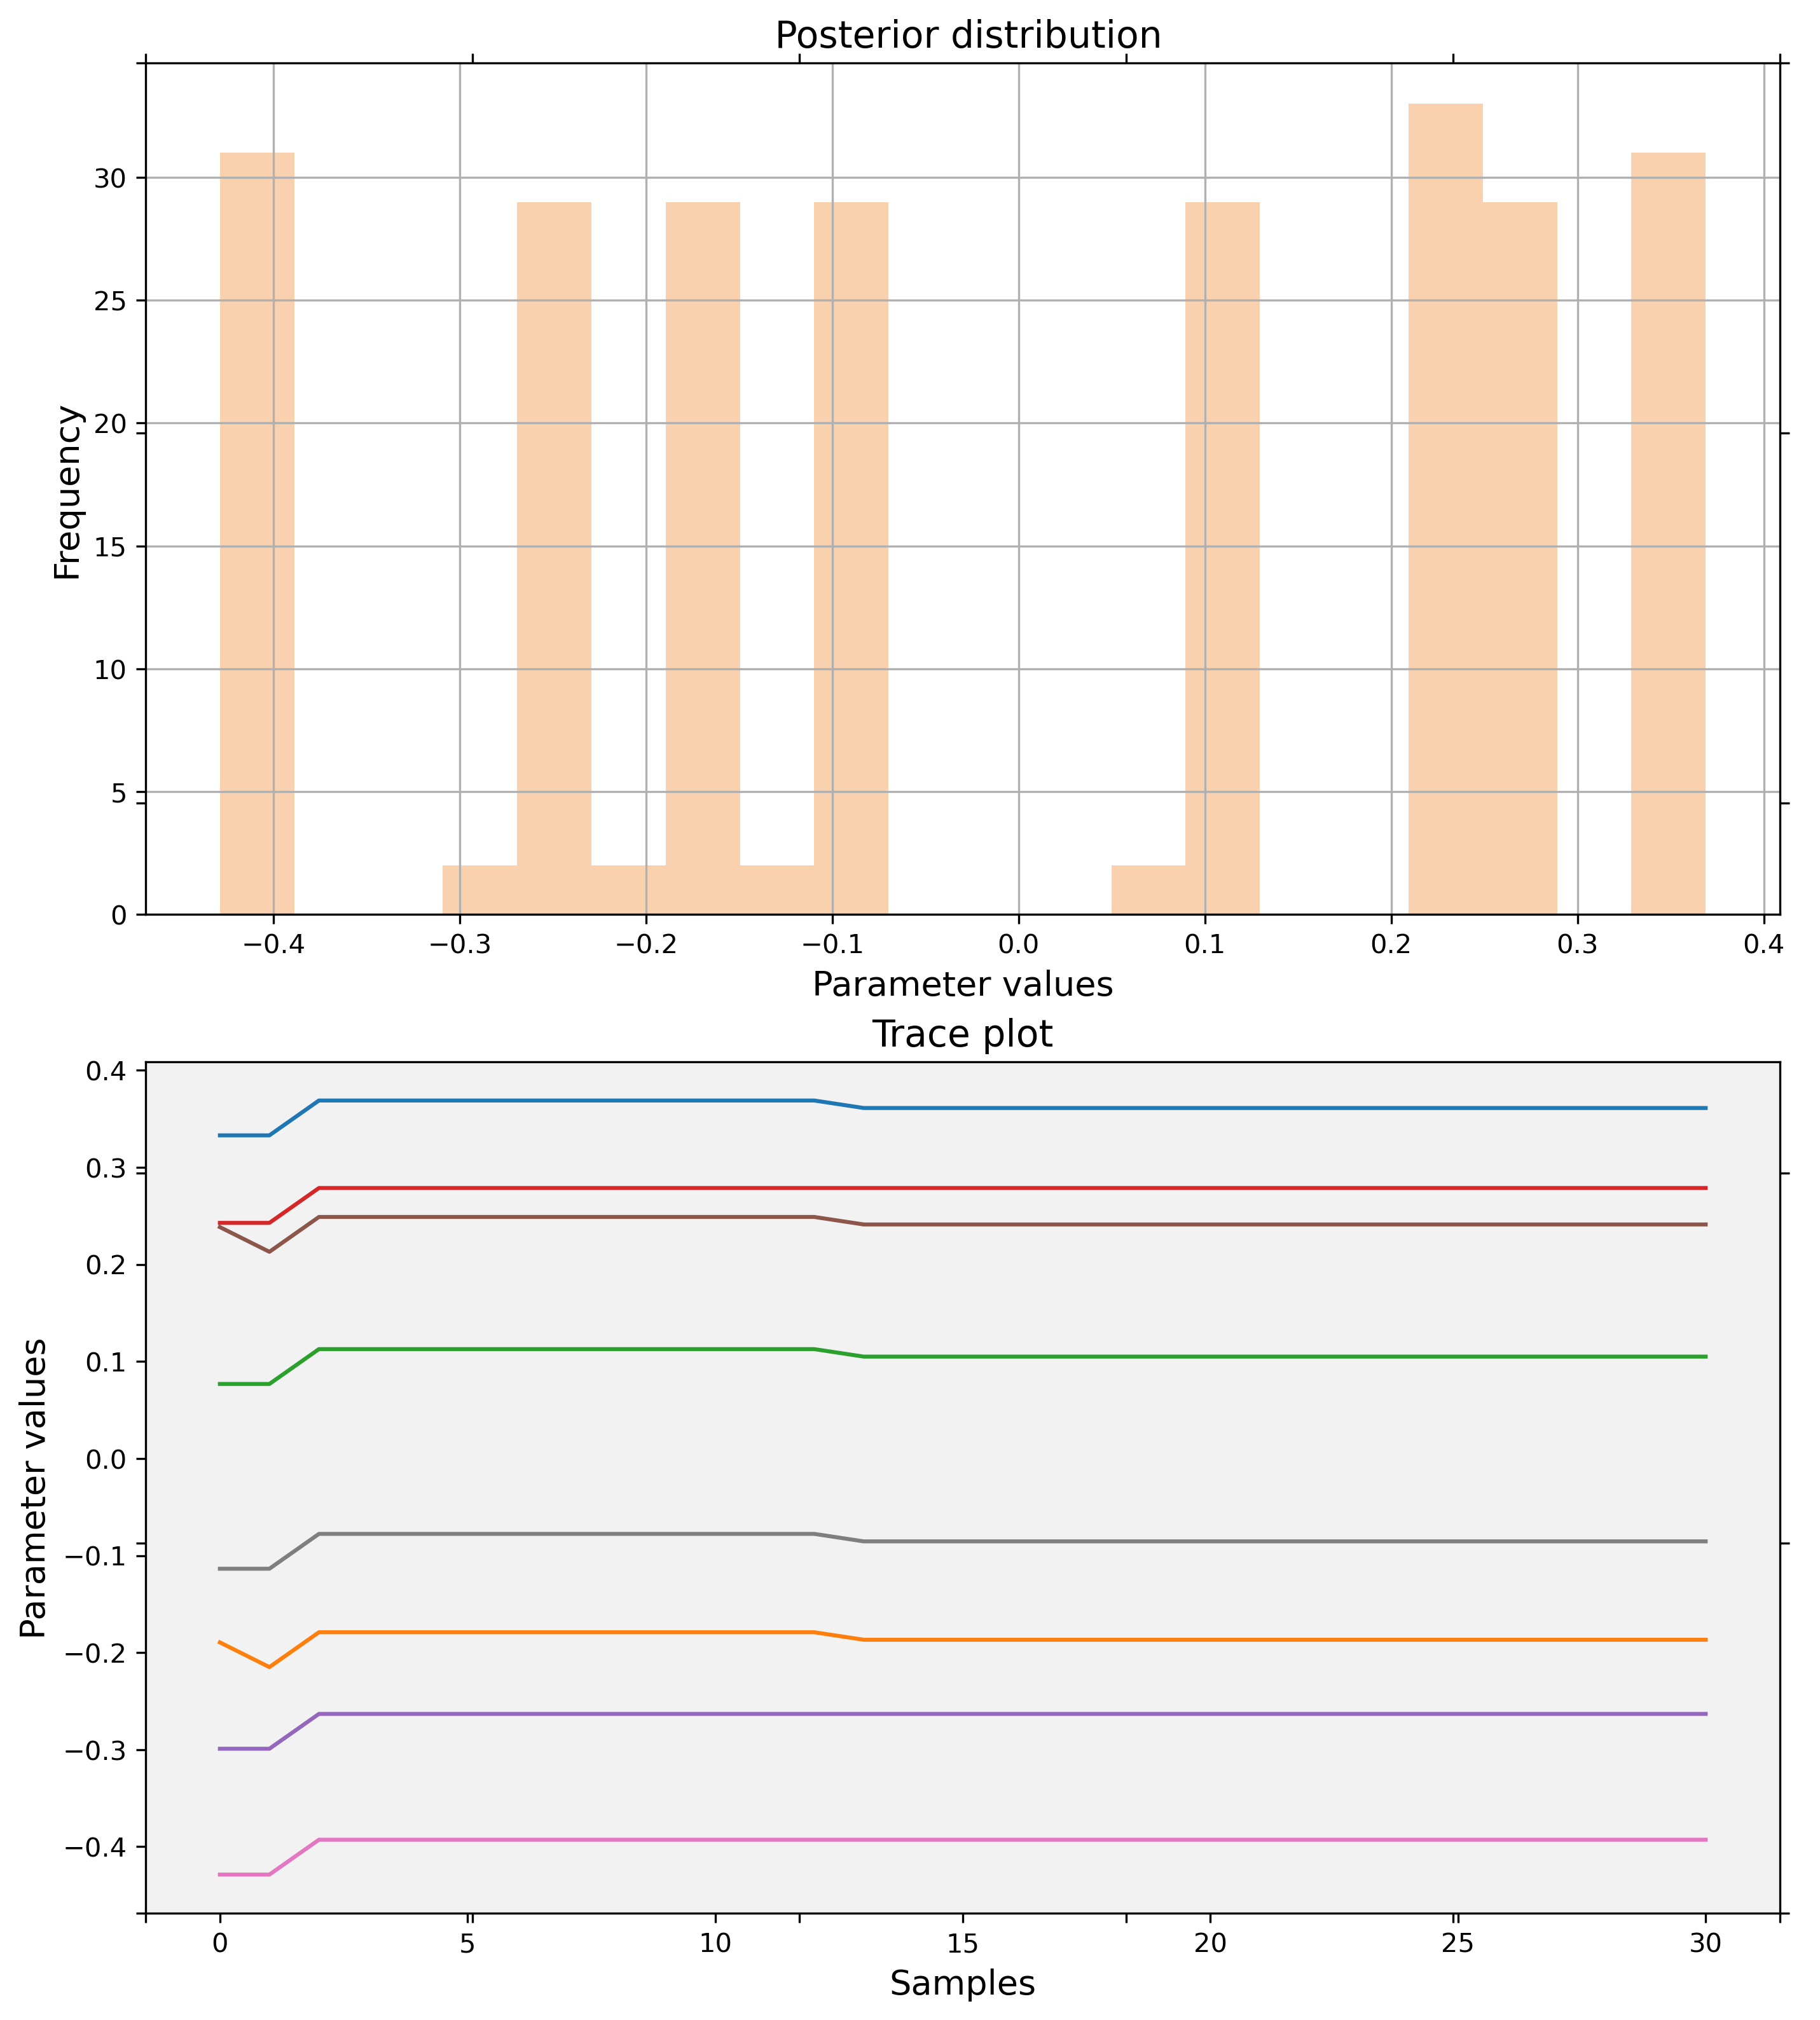 Posterior distribution
30
25
20
15
10
5
0
Frequency
−0.4 −0.3 −0.2 −0.1 0.0 0.1 0.2 0.3 0.4
Parameter values
Trace plot
0.4
0.3
0.2
0.1
0.0
−0.1
−0.2
−0.3
−0.4
Parameter values
0 5 10 15 20 25 30
Samples